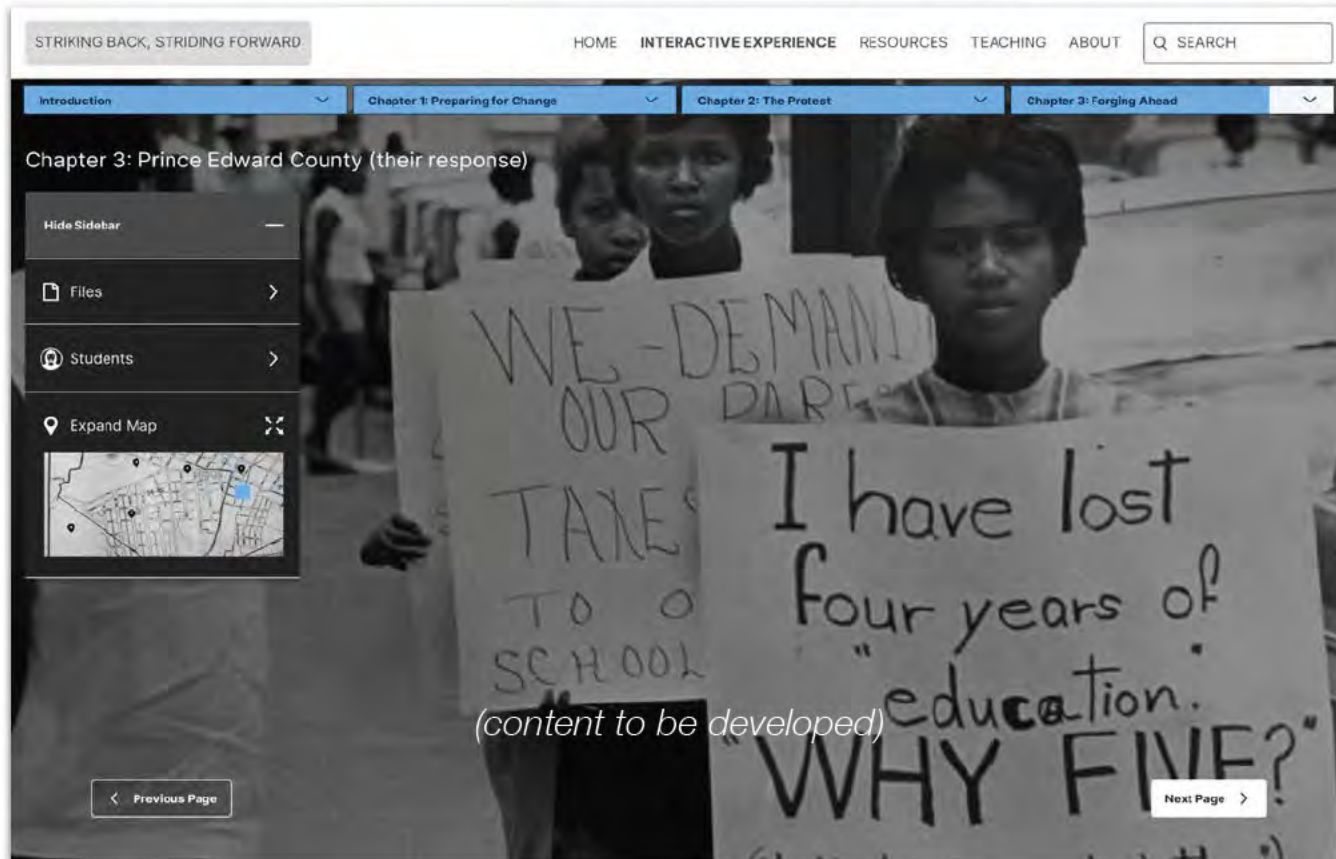 STRIKING BACK, STRIDING FORWARD
HOME INTERACTIVE EXPERIENCE RESOURCES TEACHING ABOUT SEARCH
Introduction
Chapter 1: Preparing for Change
Chapter 2: The Protest
Chapter 3: Forging Ahead
Chapter 3: Prince Edward County (their response)
Hide Sidebar
Files
Students
Expand Map
WE-DEMAN
OUR PARE
TAXES
TO O
SCHOOL
I have lost
four years of
"education."
"WHY FIVE?"
(content to be developed)
Previous Page
Next Page